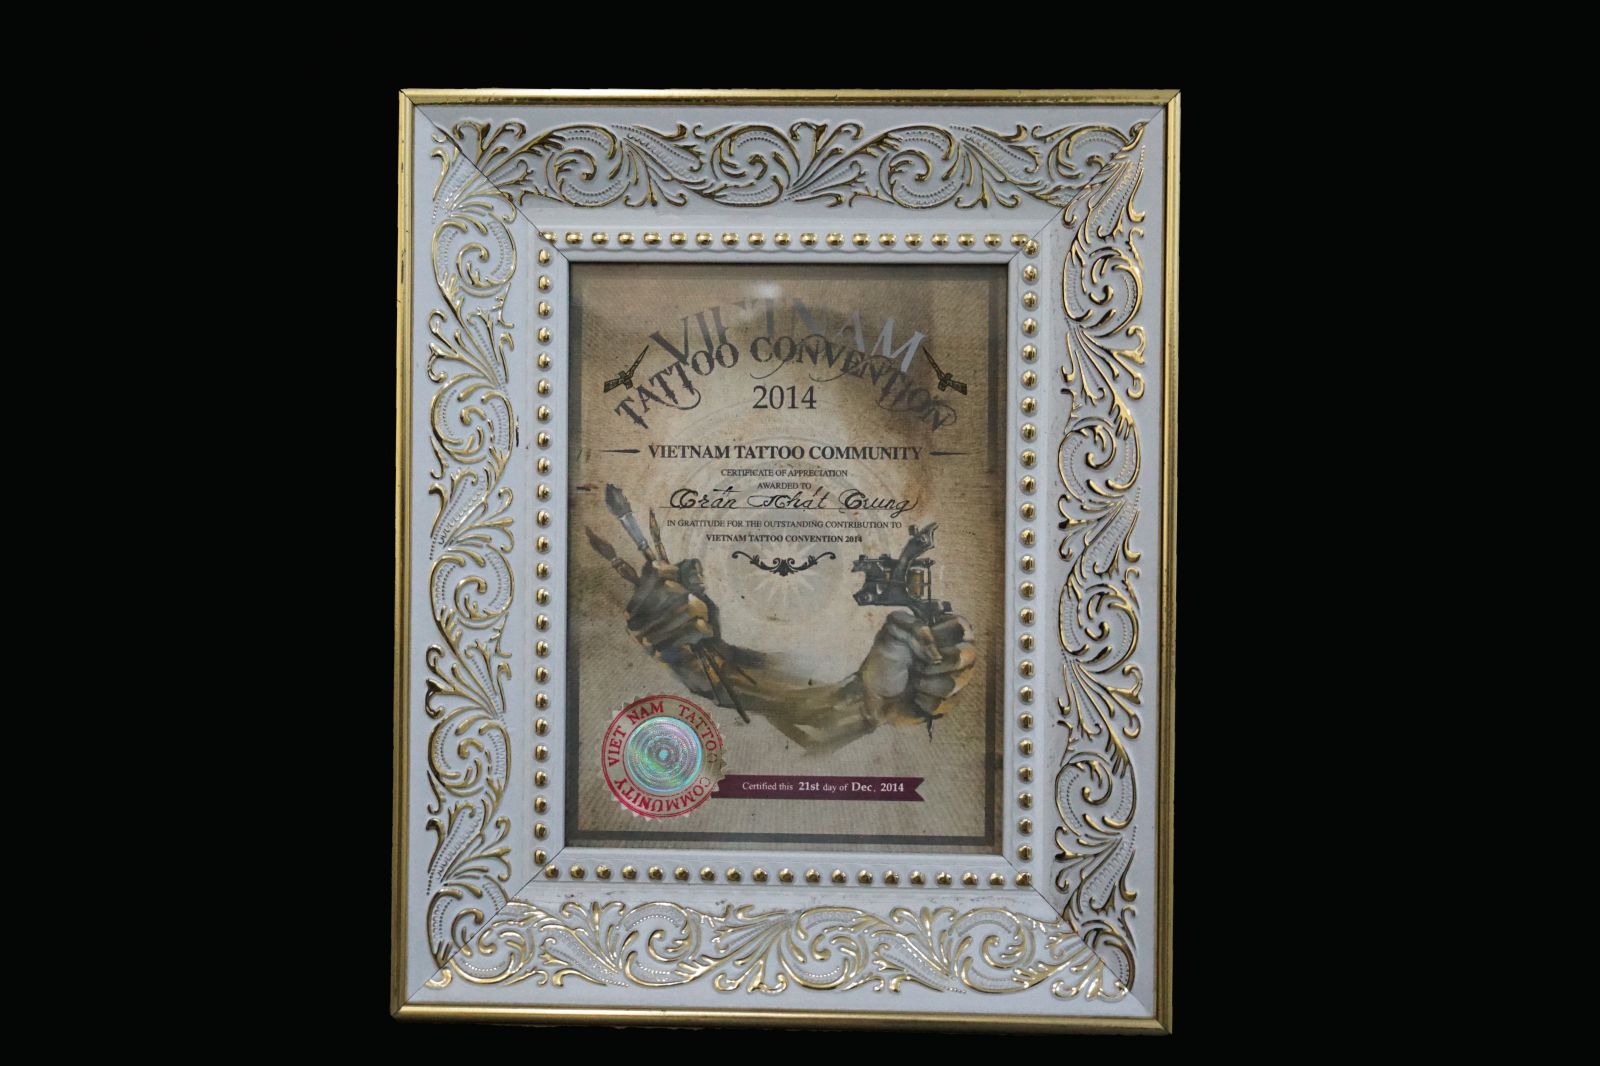 VIETNAM
TATTOO CONVENTION
2014
VIETNAM TATTOO COMMUNITY
CERTIFICATE OF APPRECIATION
AWARDED TO
Trần Nhật Trung
IN GRATITUDE FOR THE OUTSTANDING CONTRIBUTION TO
VIETNAM TATTOO CONVENTION 2014
VIET NAM TATTOO COMMUNITY
Certified this 21st day of Dec, 2014